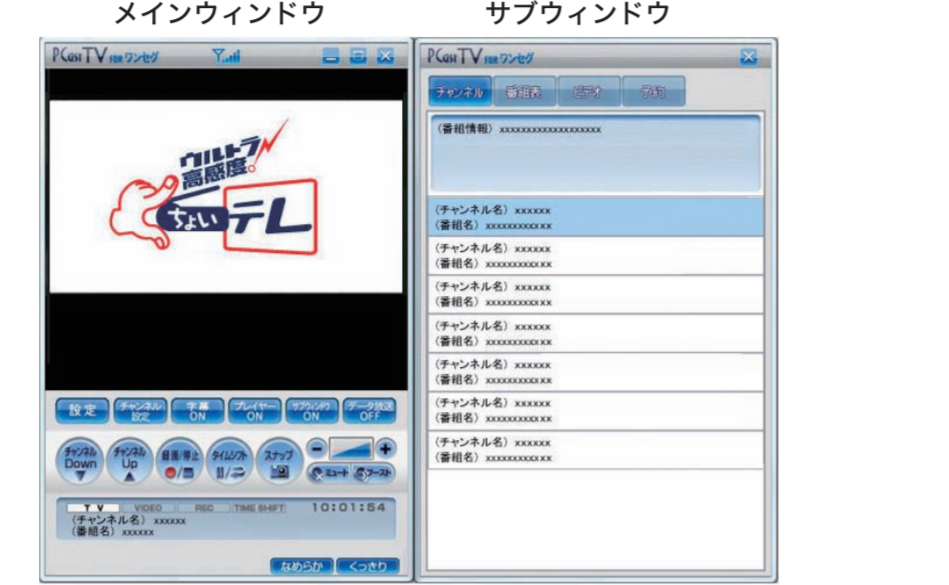 メインウィンドウ
サブウィンドウ
PCastTV FOR ワンセグ
ウルトラ
高感度。
ちょいテレ
設定
チャンネル
設定
字幕
ON
プレイヤー
ON
サブウィンドウ
ON
データ放送
OFF
チャンネル
Down
チャンネル
Up
録画/停止
タイムシフト
スナップ
ミュート
ブースト
TV VIDEO REC TIME SHIFT 10:01:54
(チャンネル名) xxxxxx
(番組名) xxxxxx
なめらか くっきり
PCastTV FOR ワンセグ
チャンネル 番組表 ビデオ 予約
(番組情報) xxxxxxxxxxxxxxxxxxx
(チャンネル名) xxxxxx
(番組名) xxxxxxxxxxxx
(チャンネル名) xxxxxx
(番組名) xxxxxxxxxxxx
(チャンネル名) xxxxxx
(番組名) xxxxxxxxxxxx
(チャンネル名) xxxxxx
(番組名) xxxxxxxxxxxx
(チャンネル名) xxxxxx
(番組名) xxxxxxxxxxxx
(チャンネル名) xxxxxx
(番組名) xxxxxxxxxxxx
(チャンネル名) xxxxxx
(番組名) xxxxxxxxxxxx